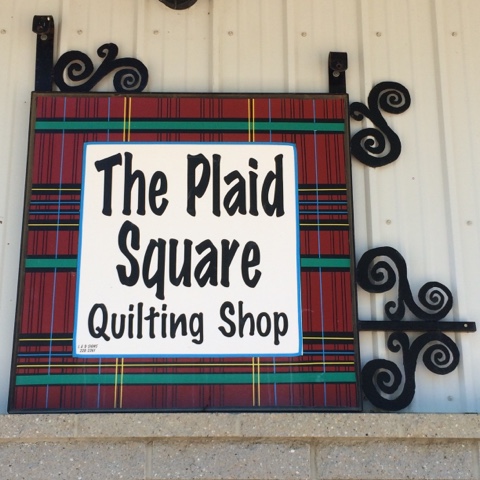 The Plaid
Square
Quilting Shop